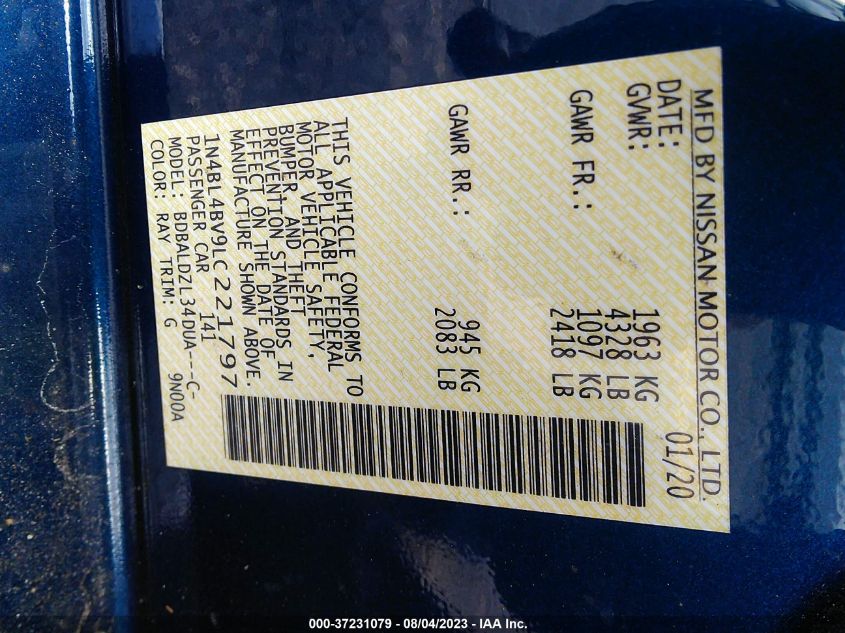 MFD BY NISSAN MOTOR CO., LTD.
DATE: 01/20
GVWR: 1963 KG
4328 LB
GAWR FR.: 1097 KG
2418 LB
GAWR RR.: 945 KG
2083 LB
THIS VEHICLE CONFORMS TO
ALL APPLICABLE FEDERAL
MOTOR VEHICLE SAFETY,
BUMPER, AND THEFT
PREVENTION STANDARDS IN
EFFECT ON THE DATE OF
MANUFACTURE SHOWN ABOVE.
1N4BL4BV9LC221797
PASSENGER CAR 141
MODEL: BDBALDZL34DUA---C-
COLOR: RAY TRIM: G 9N00A
000-37231079 - 08/04/2023 - IAA Inc.